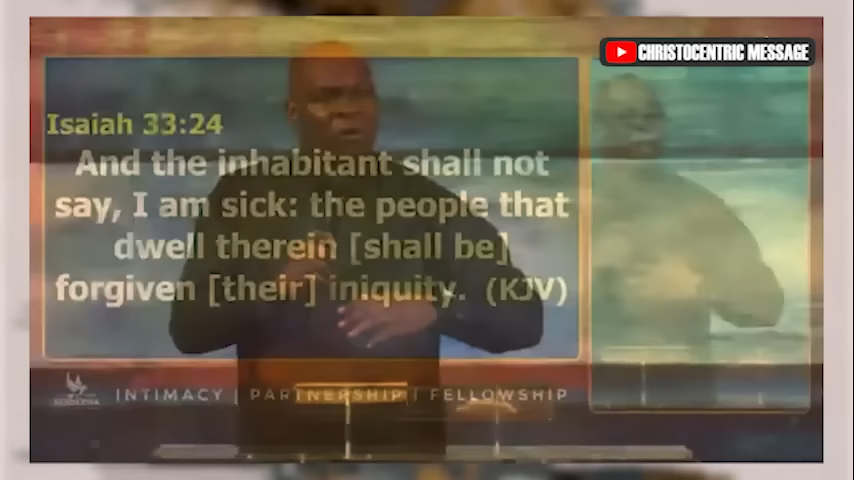 CHRISTOCENTRIC MESSAGE
Isaiah 33:24
And the inhabitant shall not
say, I am sick: the people that
dwell therein [shall be]
forgiven [their] iniquity. (KJV)
INTIMACY | PARTNERSHIP | FELLOWSHIP